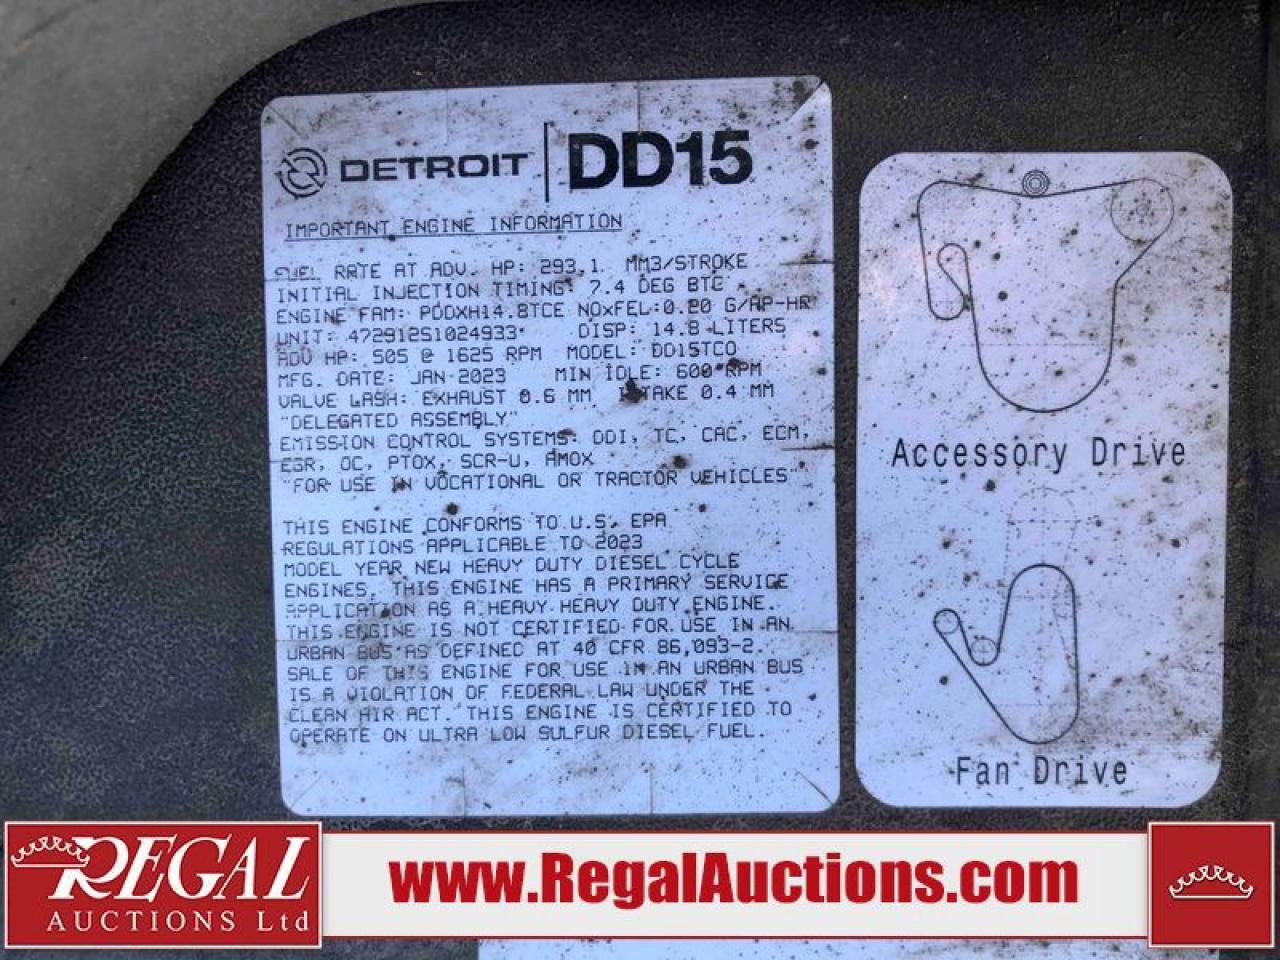 DETROIT DD15
IMPORTANT ENGINE INFORMATION
FUEL RATE AT ADV. HP: 293.1 MM3/STROKE
INITIAL INJECTION TIMING: 7.4 DEG BTC
ENGINE FAM: PDDXH14.8TCE NOxFEL:0.20 G/HP-HR
UNIT: 472912S1024933 DISP: 14.8 LITERS
ADV HP: 505 @ 1625 RPM MODEL: DD15TCO
MFG. DATE: JAN 2023 MIN IDLE: 600 RPM
VALVE LASH: EXHAUST 0.6 MM INTAKE 0.4 MM
"DELEGATED ASSEMBLY"
EMISSION CONTROL SYSTEMS: DDI, TC, CAC, ECM,
EGR, OC, PTOX, SCR-U, AMOX
"FOR USE IN VOCATIONAL OR TRACTOR VEHICLES"
THIS ENGINE CONFORMS TO U.S. EPA
REGULATIONS APPLICABLE TO 2023
MODEL YEAR NEW HEAVY DUTY DIESEL CYCLE
ENGINES. THIS ENGINE HAS A PRIMARY SERVICE
APPLICATION AS A HEAVY HEAVY DUTY ENGINE.
THIS ENGINE IS NOT CERTIFIED FOR USE IN AN
URBAN BUS AS DEFINED AT 40 CFR 86.093-2.
SALE OF THIS ENGINE FOR USE IN AN URBAN BUS
IS A VIOLATION OF FEDERAL LAW UNDER THE
CLEAN AIR ACT. THIS ENGINE IS CERTIFIED TO
OPERATE ON ULTRA LOW SULFUR DIESEL FUEL.
Accessory Drive
Fan Drive
REGAL
AUCTIONS Ltd
www.RegalAuctions.com